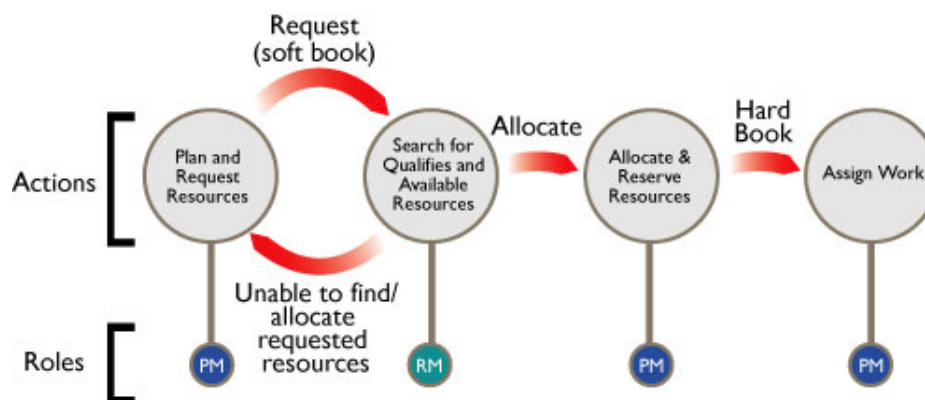 Request
(soft book)
Actions
Plan and
Request
Resources
Search for
Qualifies and
Available
Resources
Allocate
Allocate &
Reserve
Resources
Hard
Book
Assign Work
Unable to find/
allocate
requested
resources
Roles
PM
RM
PM
PM